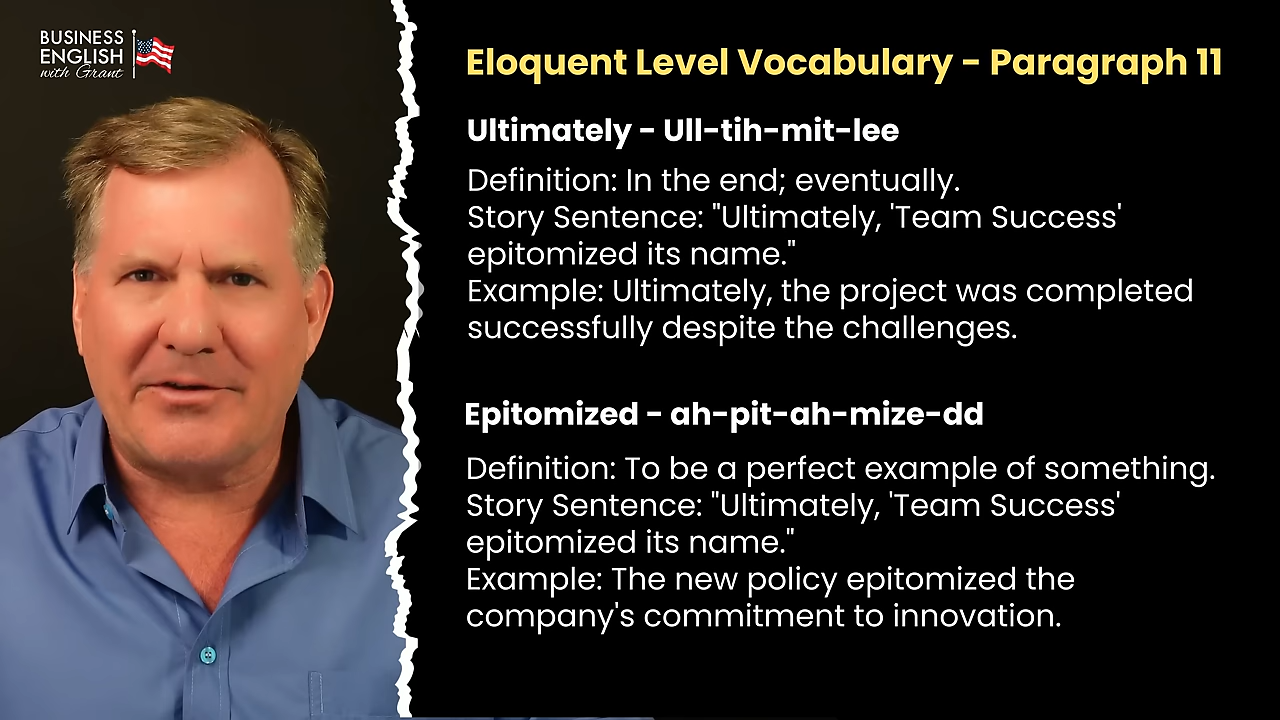 BUSINESS
ENGLISH
with Grant
Eloquent Level Vocabulary - Paragraph 11
Ultimately - Ull-tih-mit-lee
Definition: In the end; eventually.
Story Sentence: "Ultimately, 'Team Success'
epitomized its name."
Example: Ultimately, the project was completed
successfully despite the challenges.
Epitomized - ah-pit-ah-mize-dd
Definition: To be a perfect example of something.
Story Sentence: "Ultimately, 'Team Success'
epitomized its name."
Example: The new policy epitomized the
company's commitment to innovation.